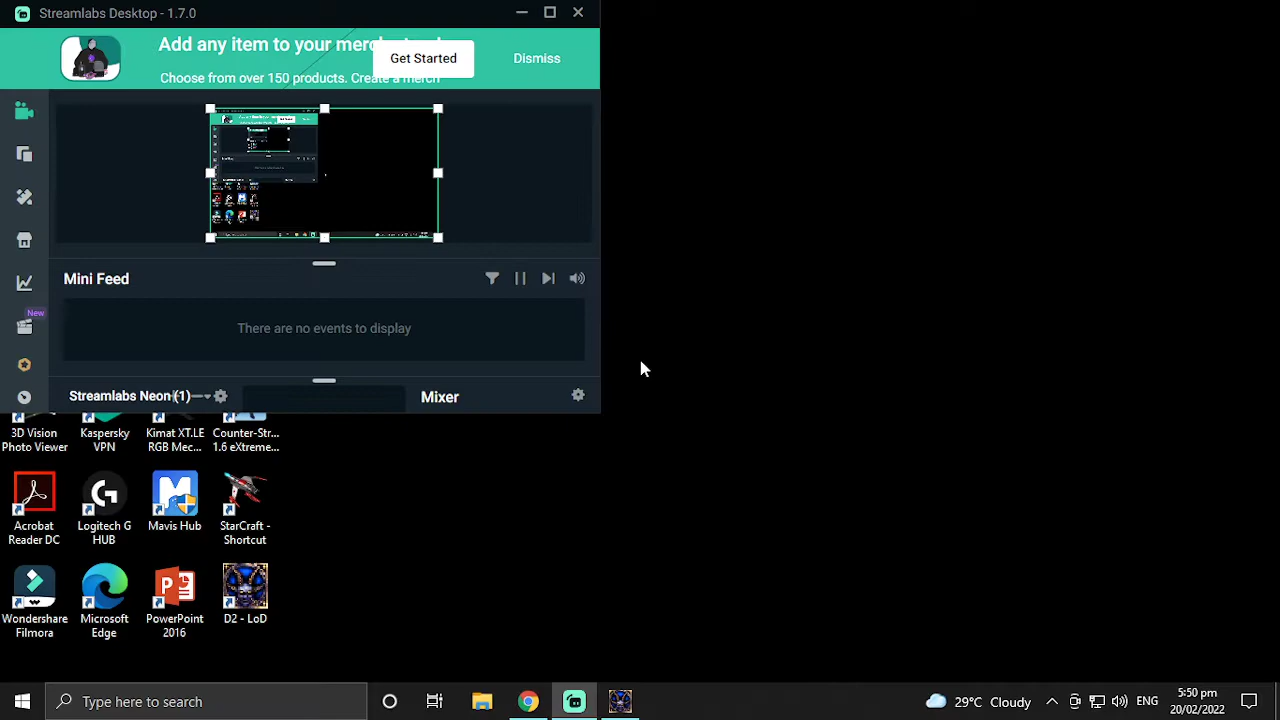 Streamlabs Desktop - 1.7.0
Add any item to your
Get Started
Dismiss
Choose from over 150 products. Create a merch
New
Mini Feed
There are no events to display
Streamlabs Neon (1)
Mixer
3D Vision
Photo Viewer
Kaspersky
VPN
Kimat XT.LE
RGB Mec...
Counter-Str...
1.6 eXtreme...
Acrobat
Reader DC
Logitech G
HUB
Mavis Hub
StarCraft -
Shortcut
Wondershare
Filmora
Microsoft
Edge
PowerPoint
2016
D2 - LoD
Type here to search
29°C Cloudy
ENG
5:50 pm
20/02/2022